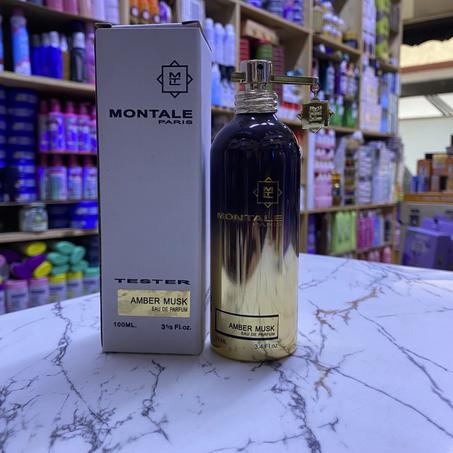 MONTALE
PARIS
TESTER
AMBER MUSK
EAU DE PARFUM
100ML.
3⅓ Fl.oz.
MONTALE
PARIS
AMBER MUSK
EAU DE PARFUM
3.4 Fl.oz